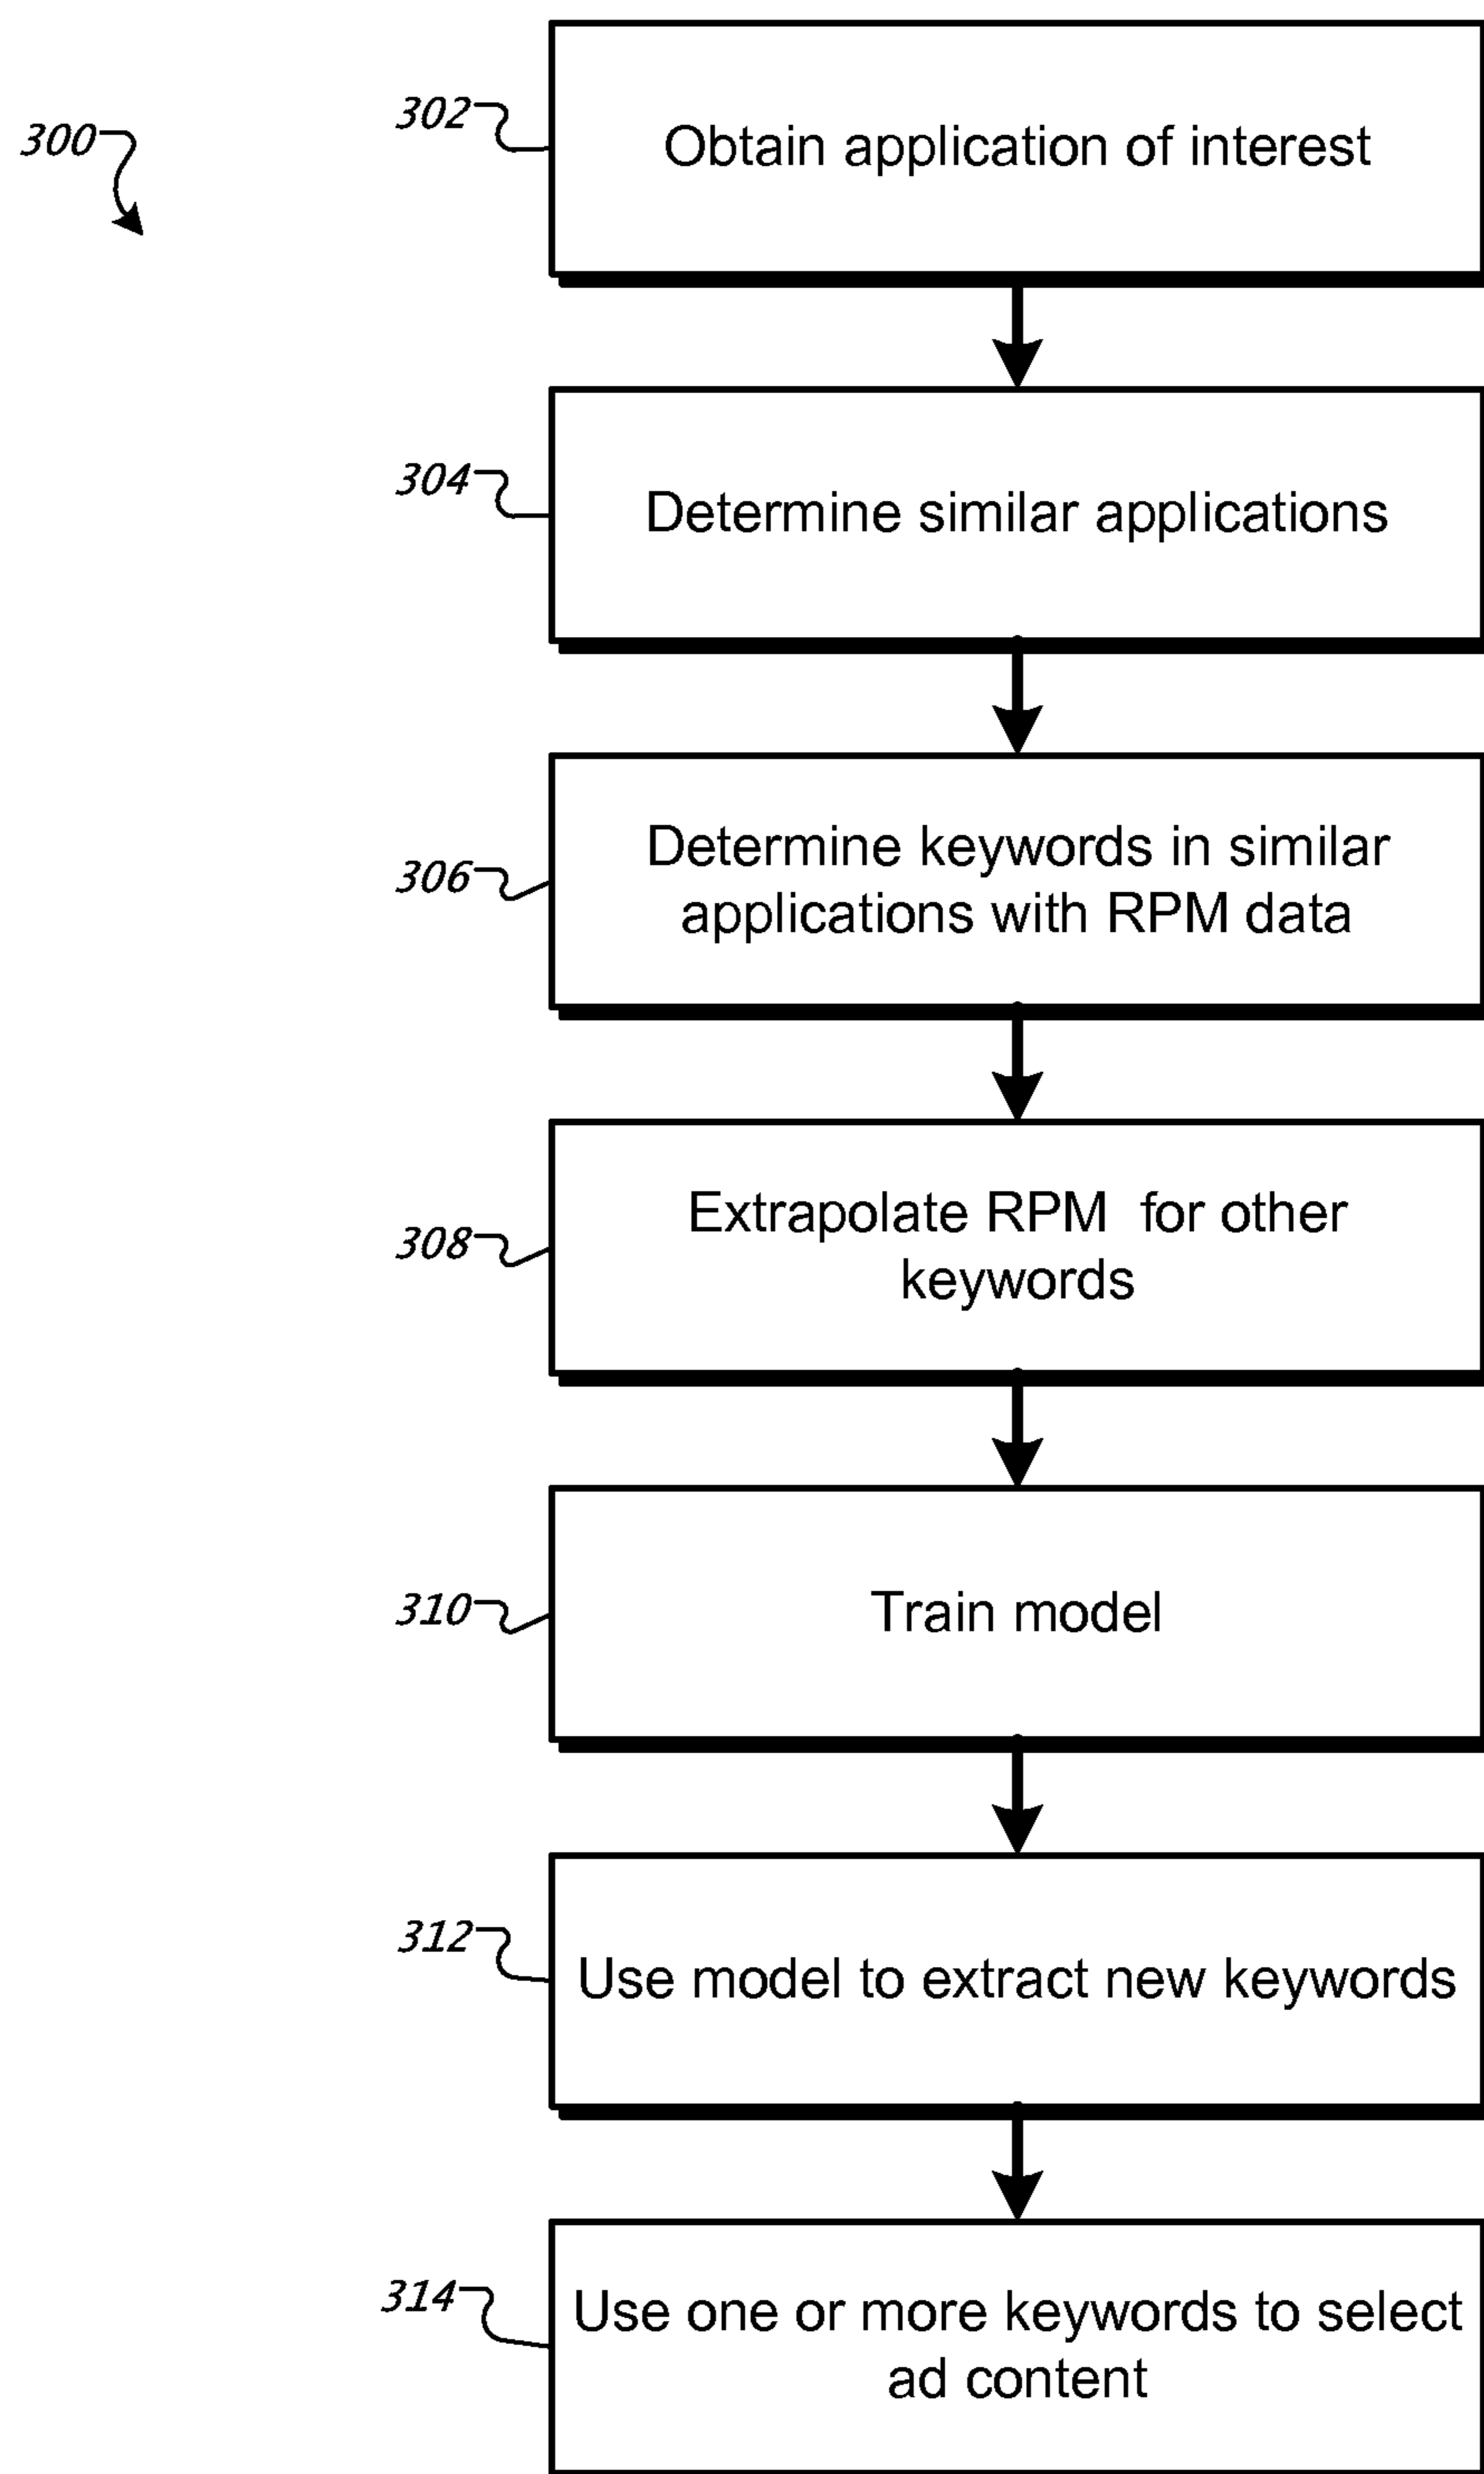 300
302
Obtain application of interest
304
Determine similar applications
306
Determine keywords in similar
applications with RPM data
308
Extrapolate RPM for other
keywords
310
Train model
312
Use model to extract new keywords
314
Use one or more keywords to select
ad content